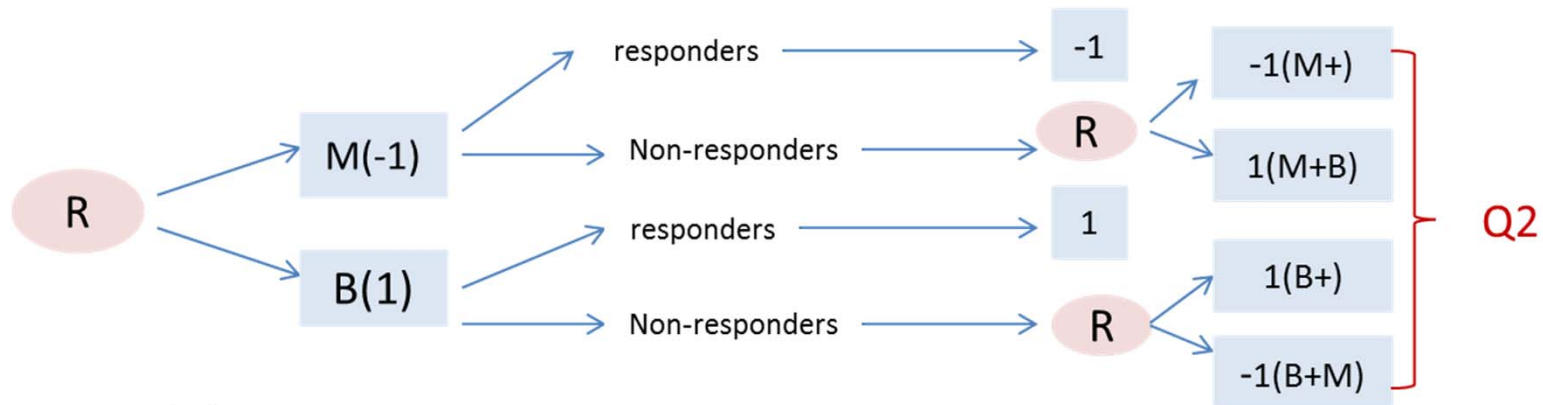 R
M(-1)
B(1)
responders
Non-responders
responders
Non-responders
-1
R
1
R
-1(M+)
1(M+B)
1(B+)
-1(B+M)
Q2